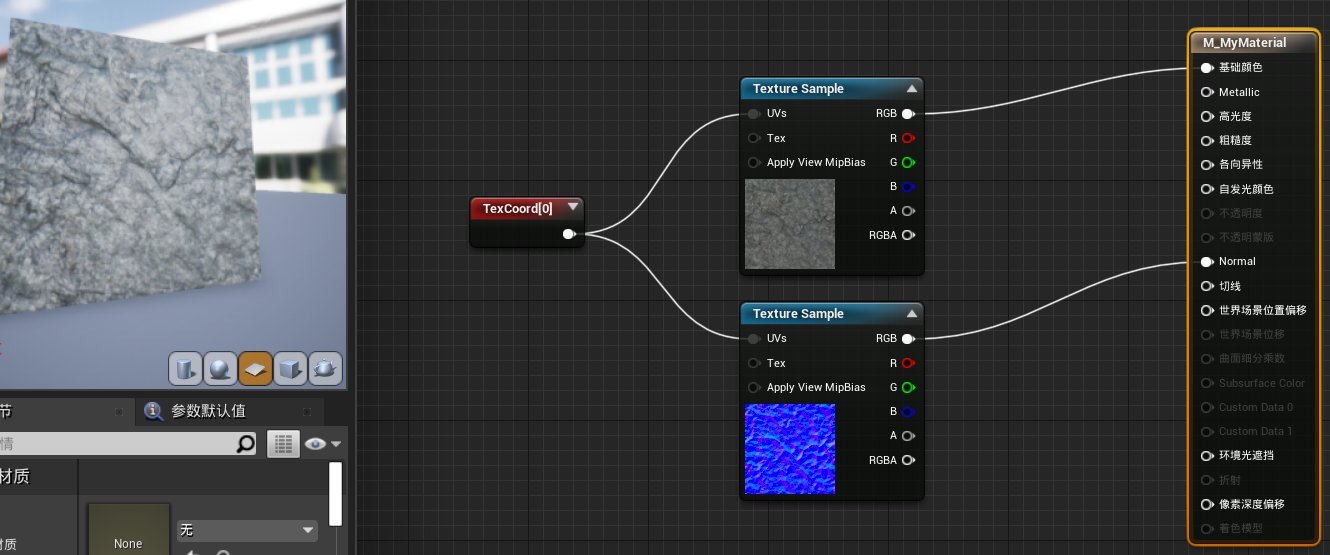 节
参数默认值
情
材质
材质
None
无
TexCoord[0]
Texture Sample
UVs
RGB
Tex
R
Apply View MipBias
G
B
A
RGBA
Texture Sample
UVs
RGB
Tex
R
Apply View MipBias
G
B
A
RGBA
M_MyMaterial
基础颜色
Metallic
高光度
粗糙度
各向异性
自发光颜色
不透明度
不透明蒙版
Normal
切线
世界场景位置偏移
世界场景位移
曲面细分乘数
Subsurface Color
Custom Data 0
Custom Data 1
环境光遮挡
折射
像素深度偏移
着色模型